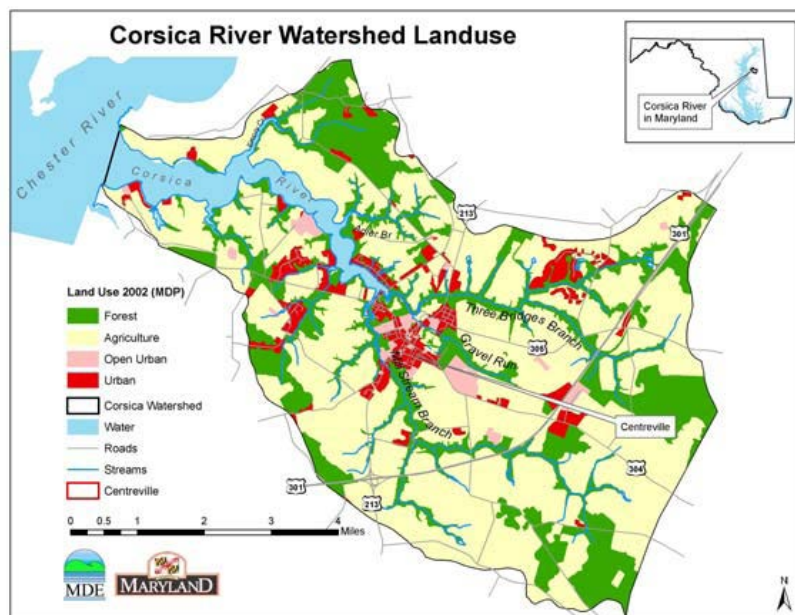 Corsica River Watershed Landuse
Corsica River
in Maryland
Chester River
Corsica
River
213
301
Three Bridges Branch
305
Gravel Run
Mill Stream Branch
Centreville
304
301
213
Land Use 2002 (MDP)
Forest
Agriculture
Open Urban
Urban
Corsica Watershed
Water
Roads
Streams
Centreville
0 0.5 1 2 3 4
Miles
MDE
MARYLAND
N